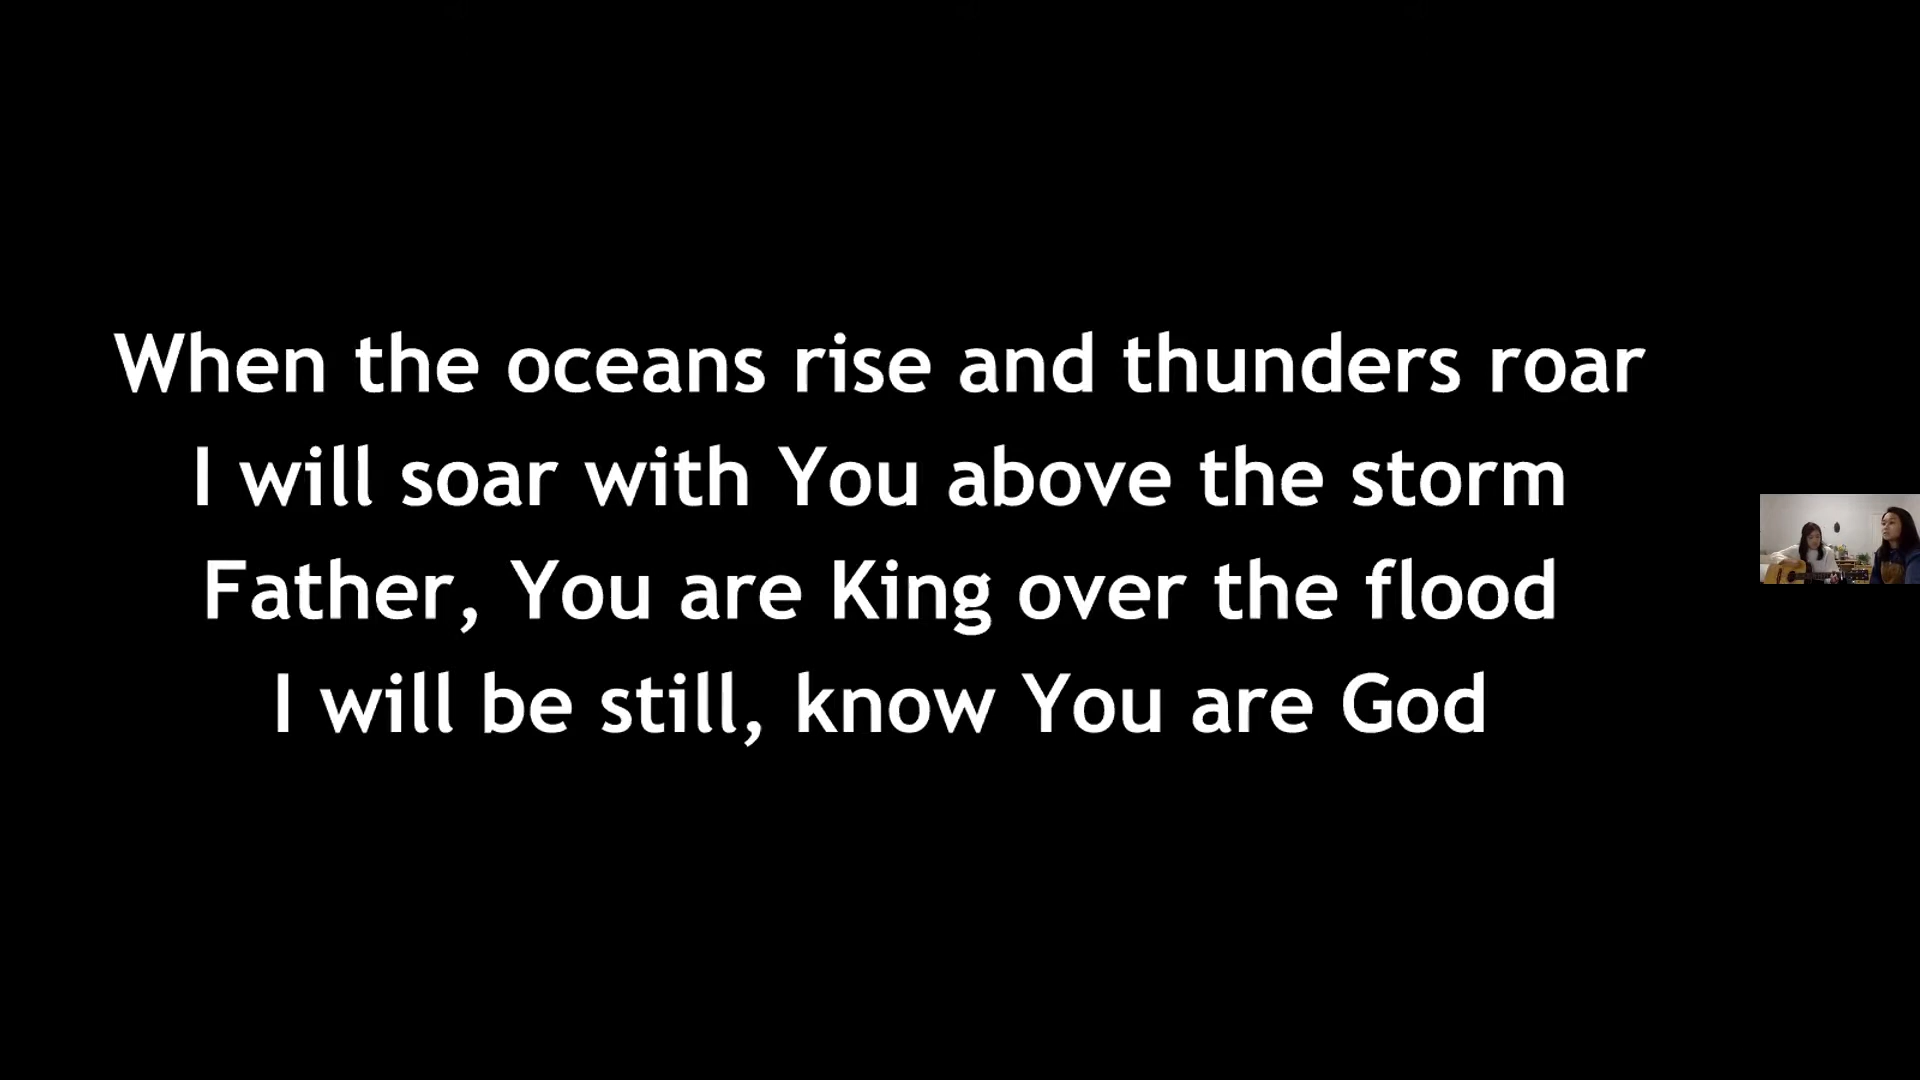 When the oceans rise and thunders roar
I will soar with You above the storm
Father, You are King over the flood
I will be still, know You are God